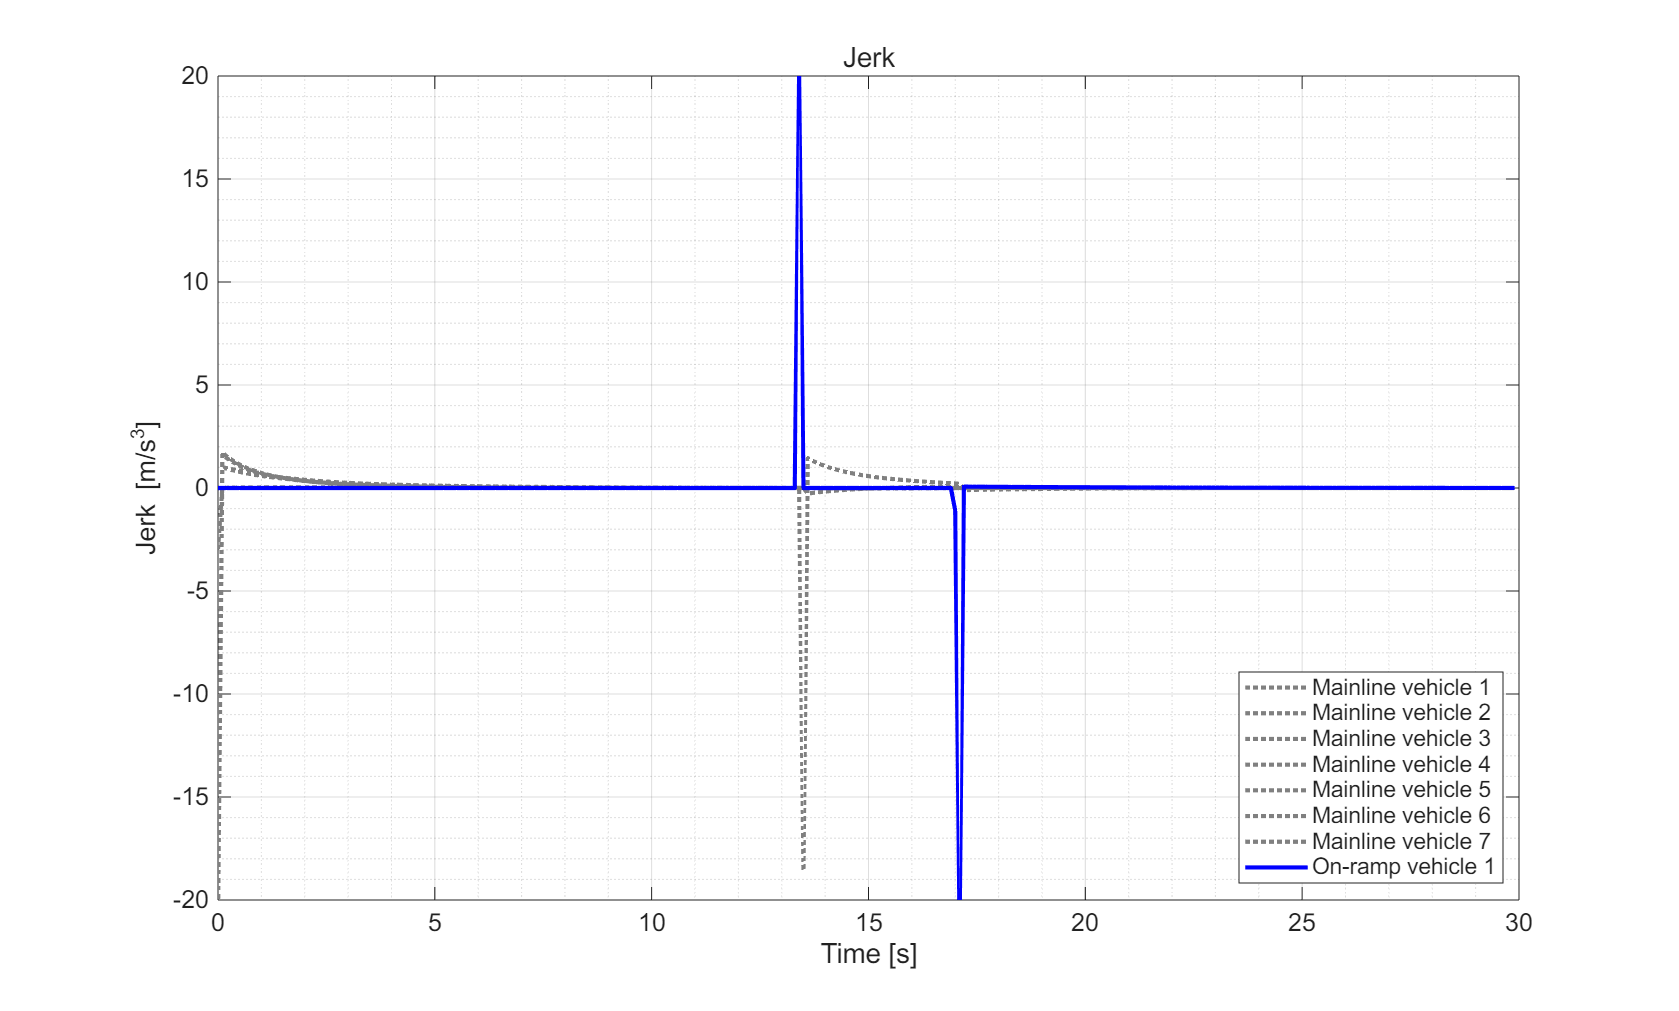 Jerk
20
15
10
5
0
-5
-10
-15
-20
Jerk [m/s³]
0 5 10 15 20 25 30
Time [s]
Mainline vehicle 1
Mainline vehicle 2
Mainline vehicle 3
Mainline vehicle 4
Mainline vehicle 5
Mainline vehicle 6
Mainline vehicle 7
On-ramp vehicle 1